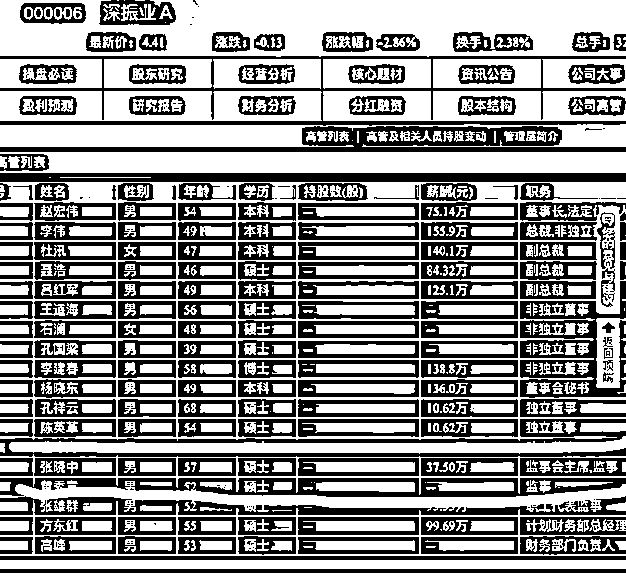 000006 深振业A
最新价：4.41 涨跌：-0.13 涨跌幅：-2.86% 换手：2.38% 总手：32
操盘必读 股东研究 经营分析 核心题材 资讯公告 公司大事
盈利预测 研究报告 财务分析 分红融资 股本结构 公司高管
高管列表 | 高管及相关人员持股变动 | 管理层简介
高管列表
号 姓名 性别 年龄 学历 持股数(股) 薪酬(元) 职务
赵宏伟 男 54 本科 — 75.14万 董事长,法定
李伟 男 49 本科 — 155.9万 总裁,非独立
杜汛 女 47 本科 — 140.1万 副总裁
聂浩 男 46 硕士 — 84.32万 副总裁
吕红军 男 49 本科 — 125.1万 副总裁
王道海 男 56 硕士 — — 非独立董事
石澜 女 48 硕士 — — 非独立董事
孔国梁 男 39 硕士 — — 非独立董事
李建春 男 58 博士 — 138.8万 非独立董事
杨晓东 男 49 本科 — 136.0万 董事会秘书
孔祥云 男 68 硕士 — 10.62万 独立董事
陈英革 男 54 硕士 — 10.62万 独立董事
张晓中 男 57 硕士 — 37.50万 监事会主席,监事
男 52 硕士 — — 监事
张雄群 男 52 硕士 — 职工代表监事
方东红 男 55 硕士 — 99.69万 计划财务部总经理
高峰 男 53 硕士 — — 财务部门负责人
您的意见与建议
返回顶端